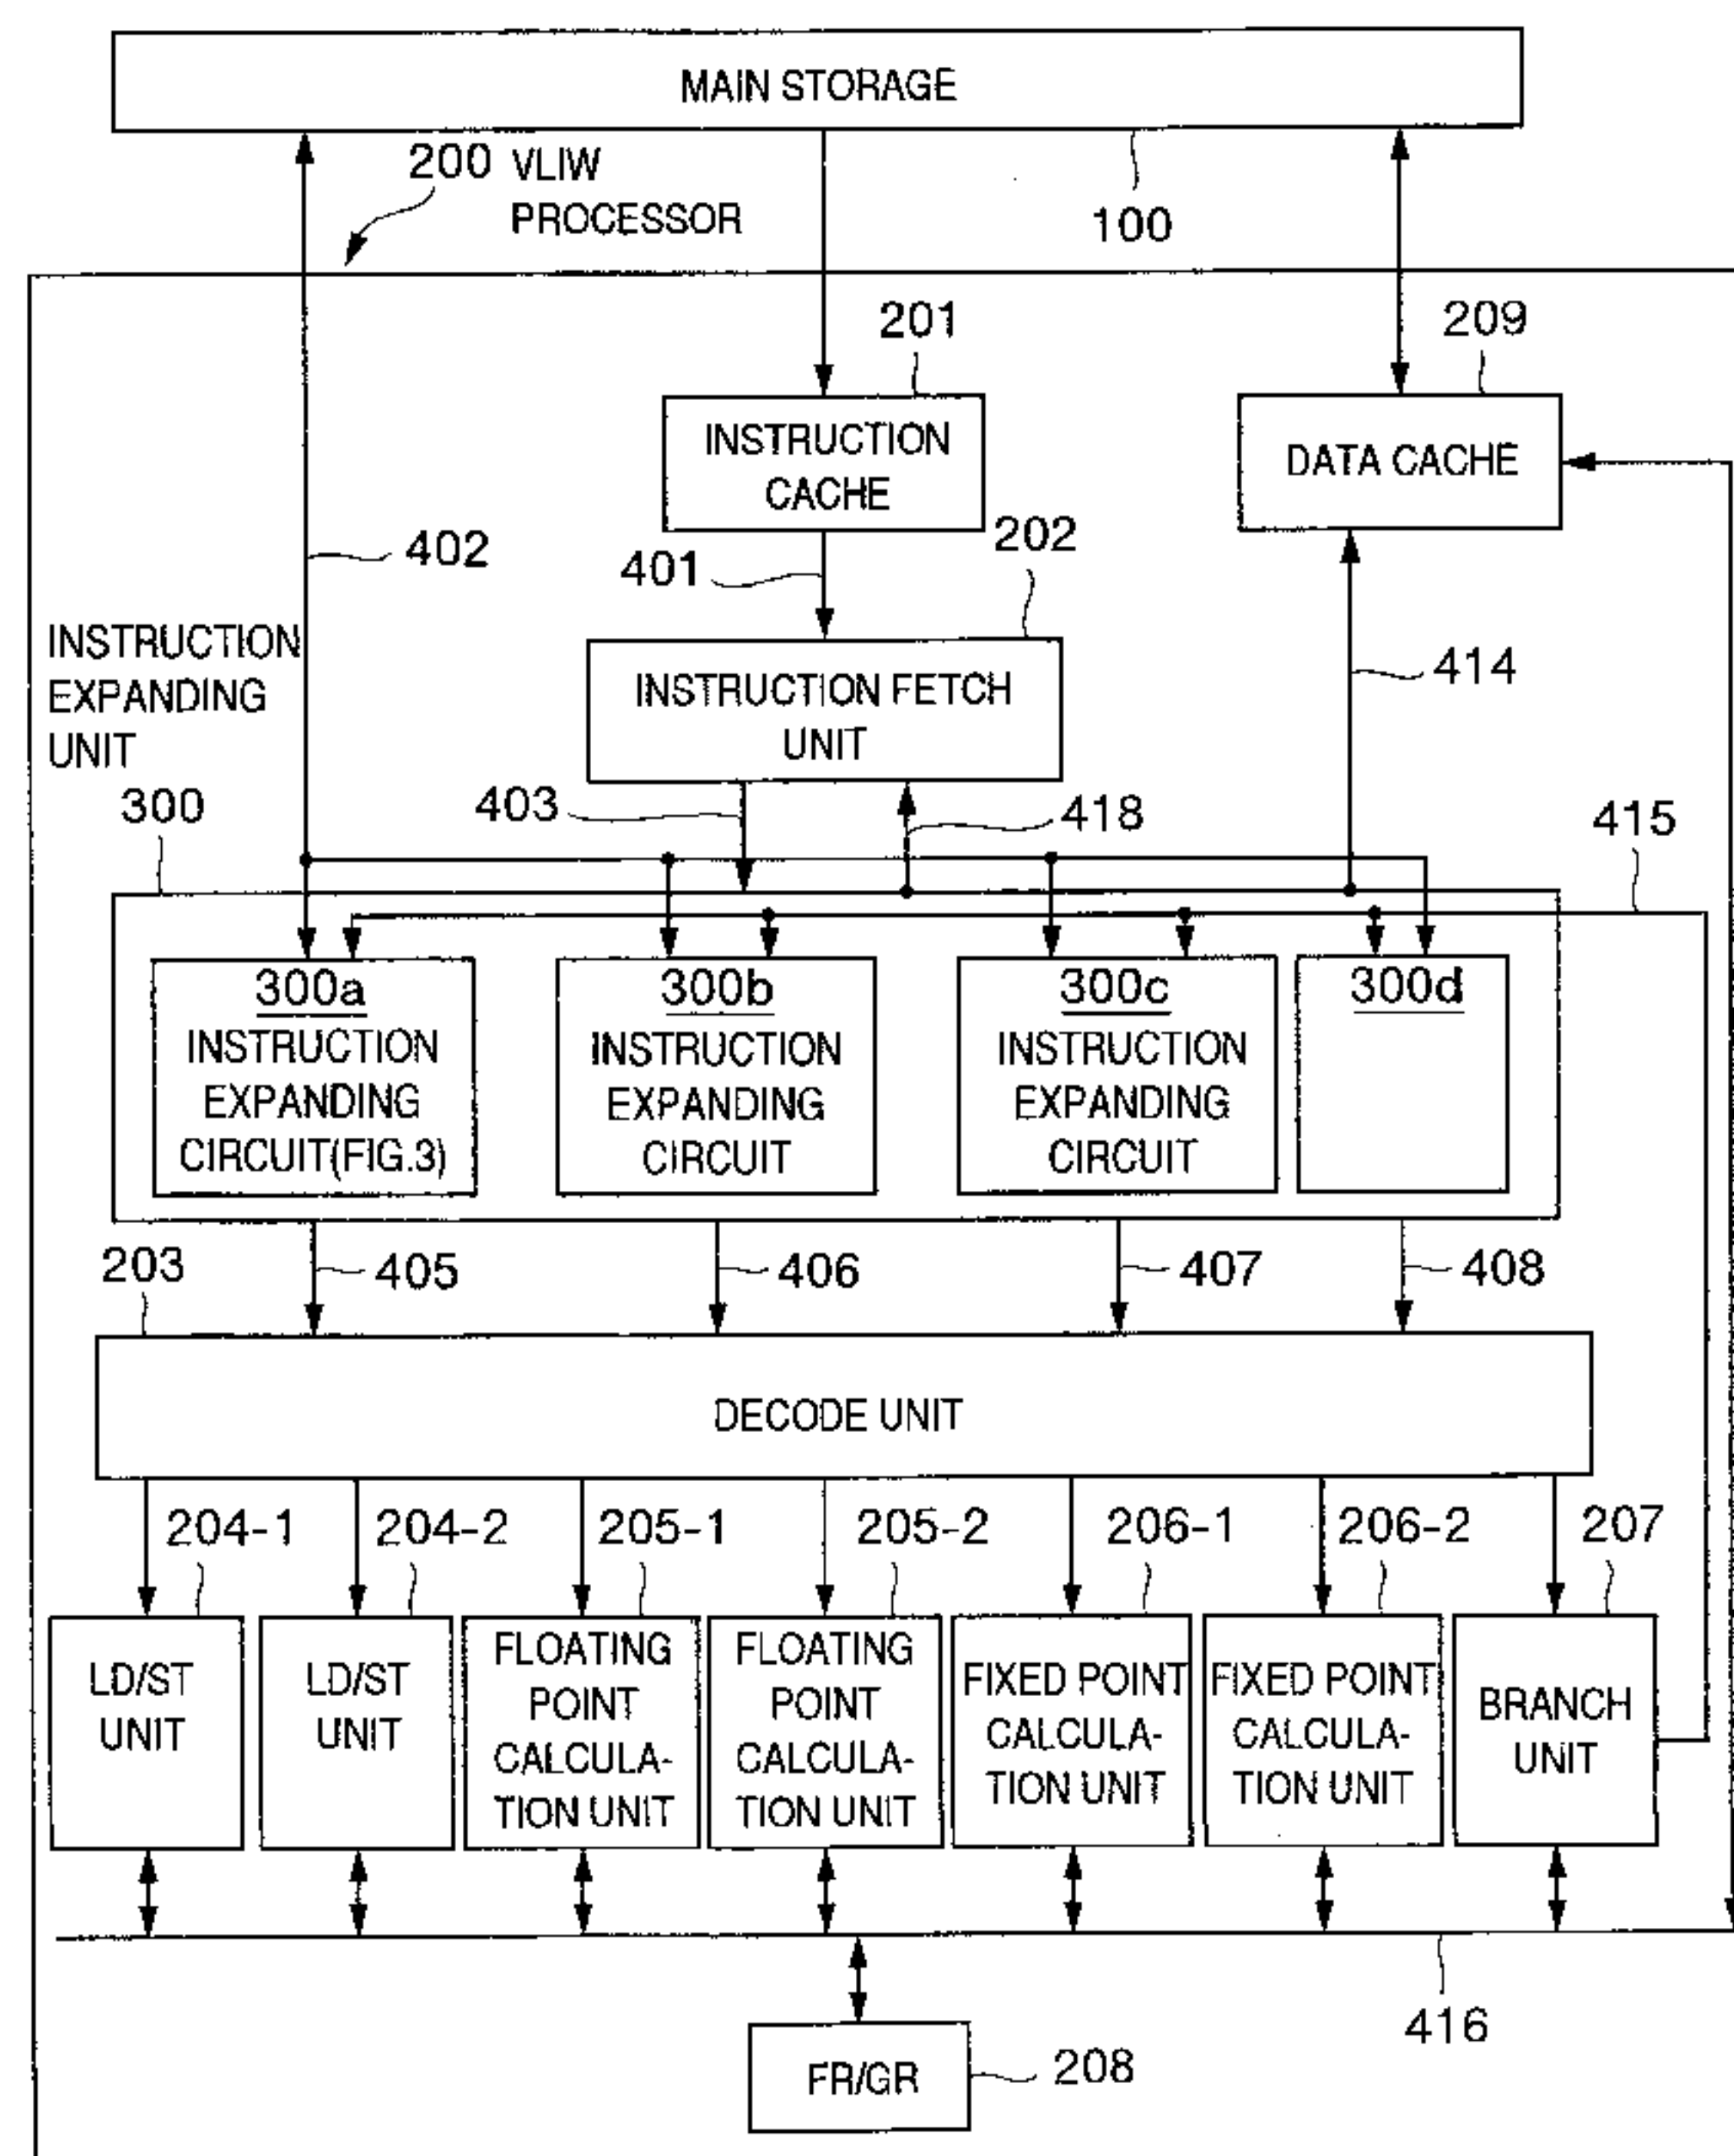 MAIN STORAGE
200 VLIW
PROCESSOR
100
201
209
INSTRUCTION
CACHE
DATA CACHE
402
401
202
INSTRUCTION
EXPANDING
UNIT
414
INSTRUCTION FETCH
UNIT
300
403
418
415
300a
INSTRUCTION
EXPANDING
CIRCUIT(FIG.3)
300b
INSTRUCTION
EXPANDING
CIRCUIT
300c
INSTRUCTION
EXPANDING
CIRCUIT
300d
203
405
406
407
408
DECODE UNIT
204-1
204-2
205-1
205-2
206-1
206-2
207
LD/ST
UNIT
LD/ST
UNIT
FLOATING
POINT
CALCULA-
TION UNIT
FLOATING
POINT
CALCULA-
TION UNIT
FIXED POINT
CALCULA-
TION UNIT
FIXED POINT
CALCULA-
TION UNIT
BRANCH
UNIT
416
FR/GR
208